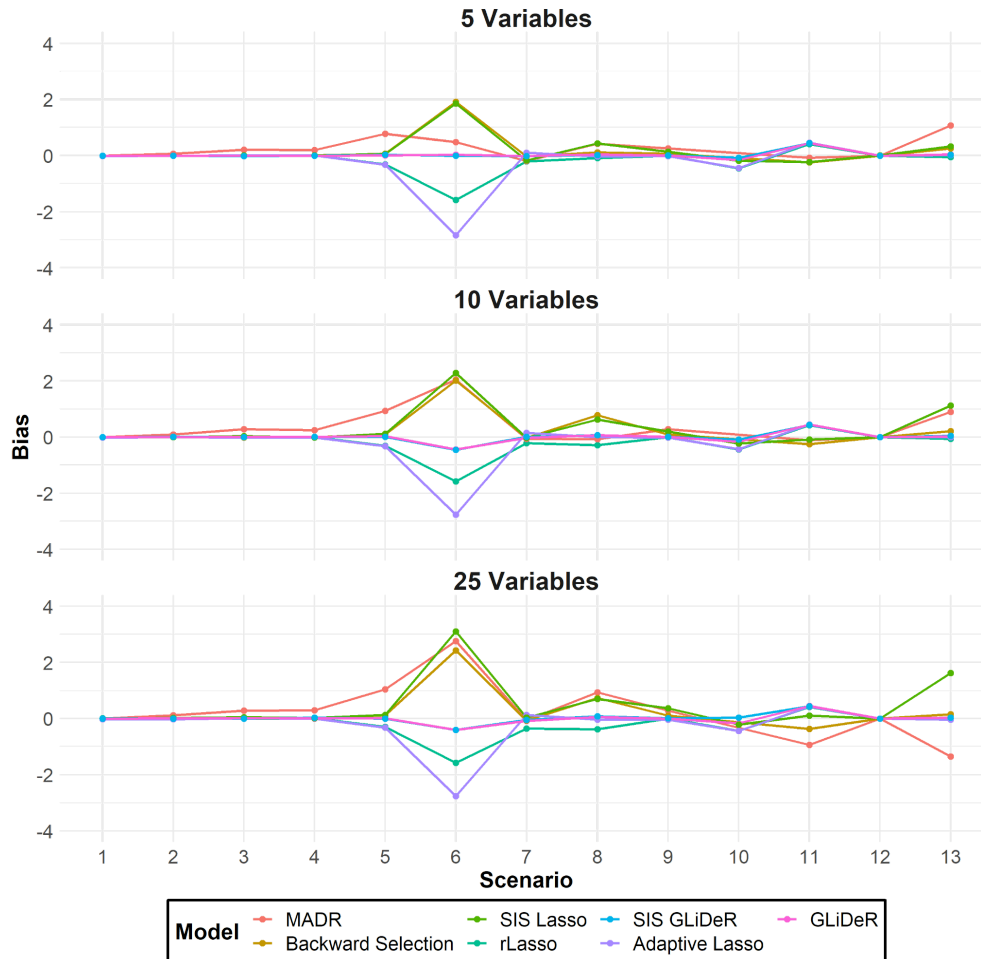 5 Variables
4
2
0
-2
-4
10 Variables
4
2
0
-2
-4
Bias
25 Variables
4
2
0
-2
-4
1 2 3 4 5 6 7 8 9 10 11 12 13
Scenario
Model
MADR SIS Lasso SIS GLiDeR GLiDeR
Backward Selection rLasso Adaptive Lasso